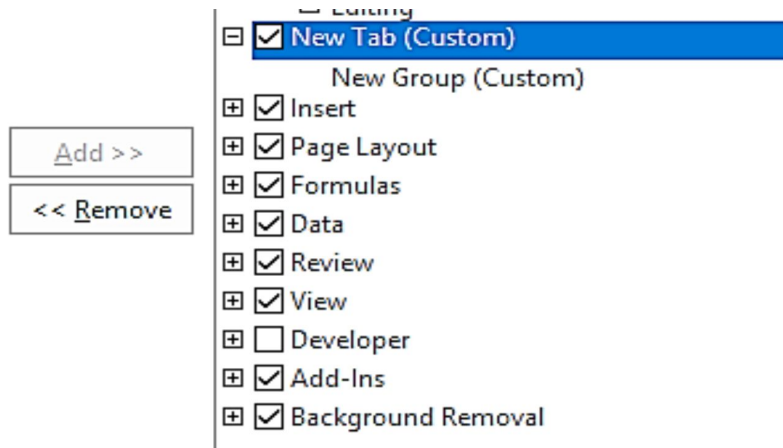 Editing
New Tab (Custom)
New Group (Custom)
Insert
Page Layout
Add >>
Formulas
<< Remove
Data
Review
View
Developer
Add-Ins
Background Removal